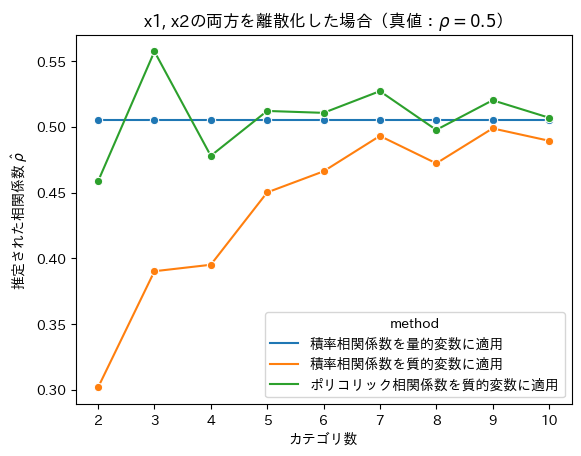 x1, x2の両方を離散化した場合（真値：ρ = 0.5）
推定された相関係数 ρ̂
0.55
0.50
0.45
0.40
0.35
0.30
method
積率相関係数を量的変数に適用
積率相関係数を質的変数に適用
ポリコリック相関係数を質的変数に適用
2 3 4 5 6 7 8 9 10
カテゴリ数